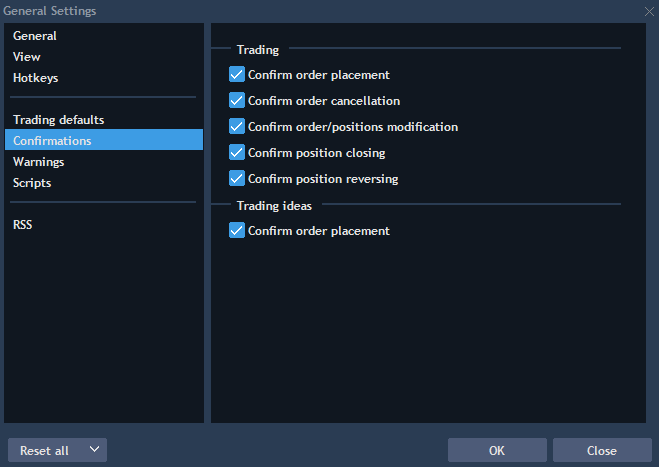 General Settings
General
View
Hotkeys
Trading defaults
Confirmations
Warnings
Scripts
RSS
Trading
Confirm order placement
Confirm order cancellation
Confirm order/positions modification
Confirm position closing
Confirm position reversing
Trading ideas
Confirm order placement
Reset all
OK
Close